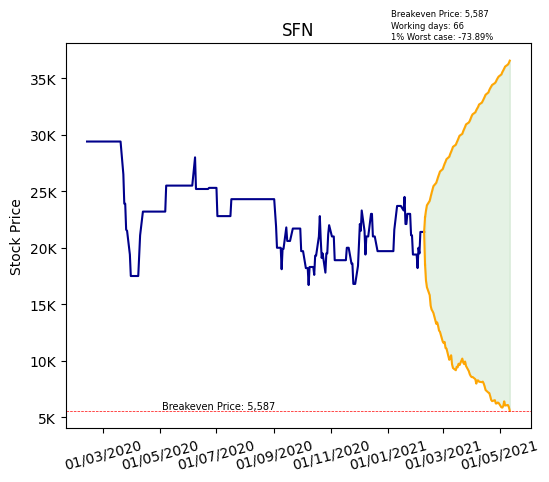 Breakeven Price: 5,587
Working days: 66
1% Worst case: -73.89%
SFN
Stock Price
35K
30K
25K
20K
15K
10K
5K
Breakeven Price: 5,587
01/03/2020
01/05/2020
01/07/2020
01/09/2020
01/11/2020
01/01/2021
01/03/2021
01/05/2021